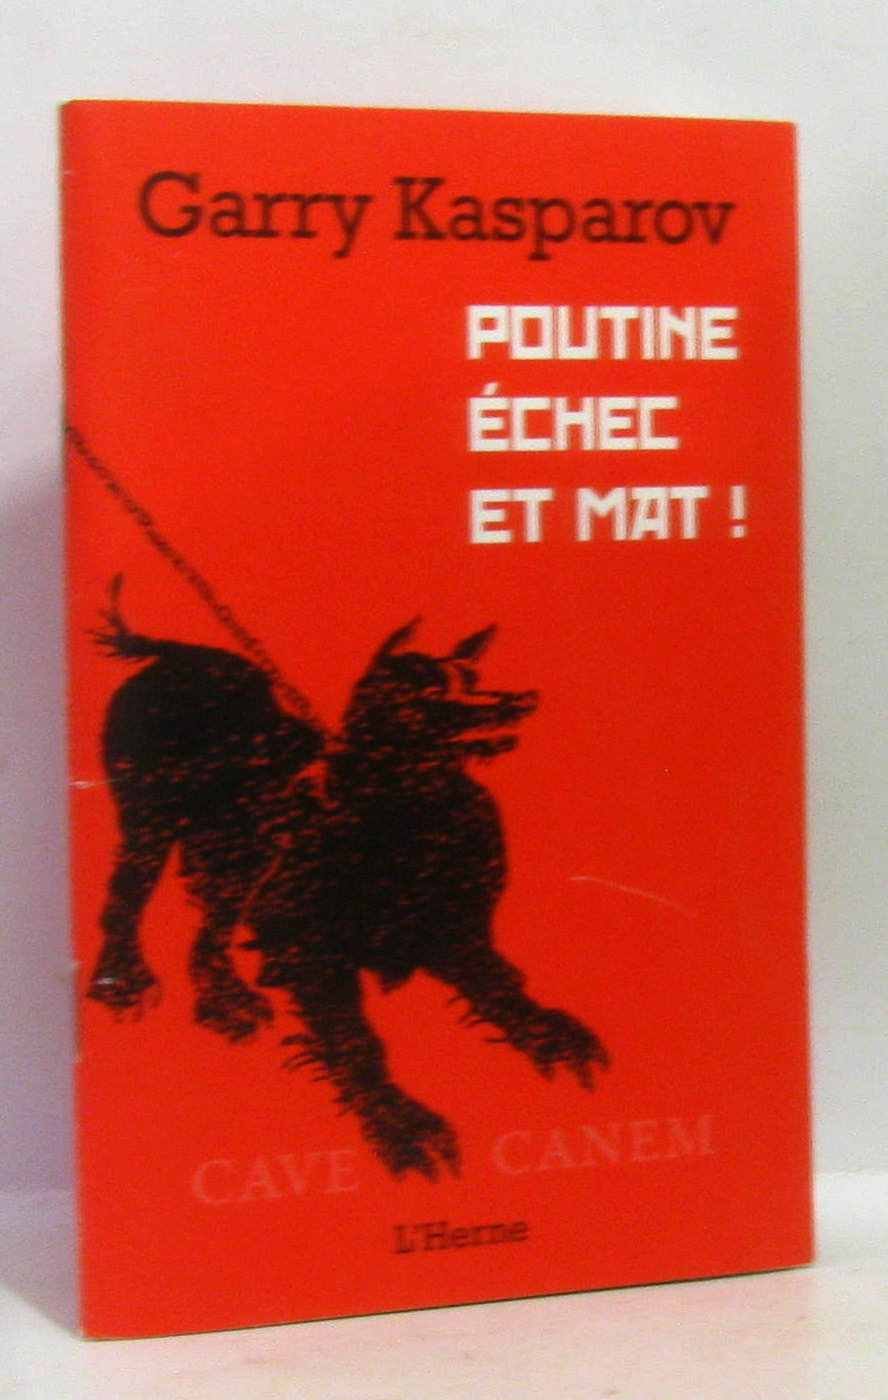 Garry Kasparov
POUTINE
ÉCHEC
ET MAT !
CAVE CANEM
L'Herne